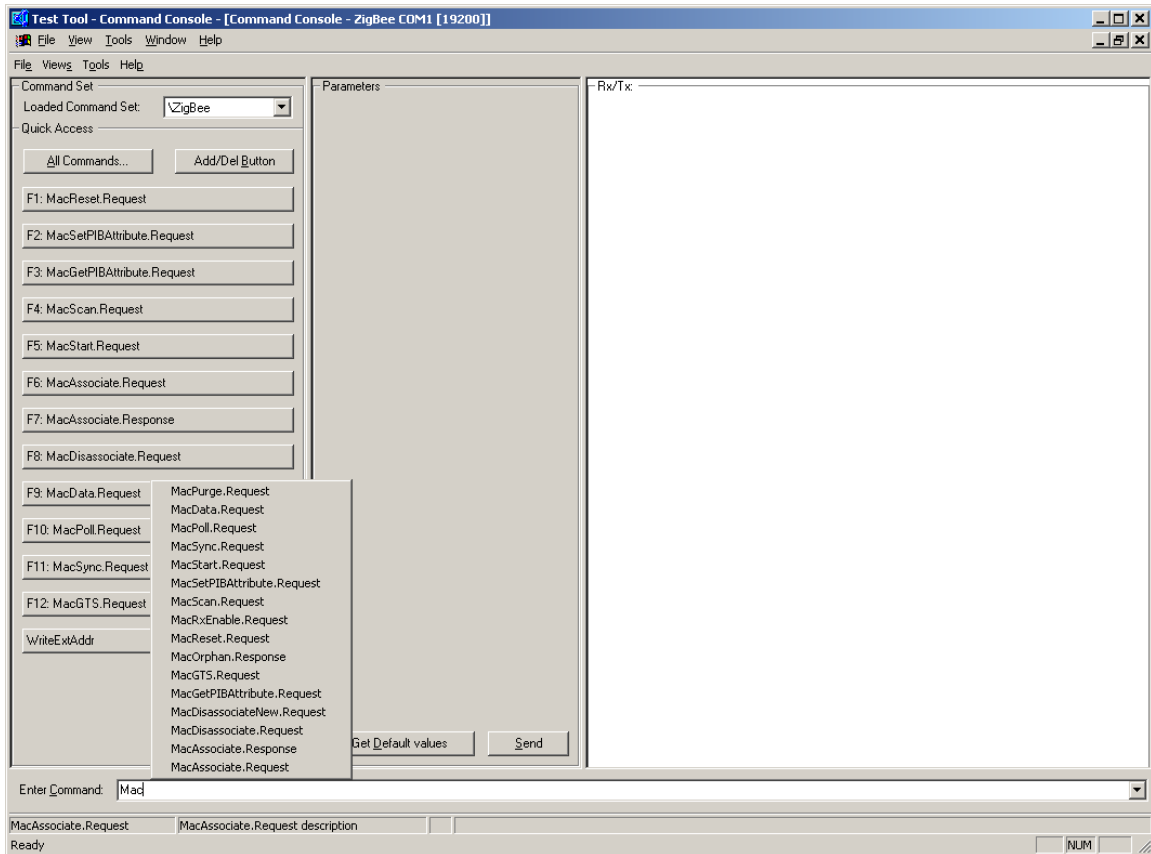 Test Tool - Command Console - [Command Console - ZigBee COM1 [19200]]
File View Tools Window Help
File Views Tools Help
Command Set
Loaded Command Set: \ZigBee
Quick Access
All Commands... Add/Del Button
F1: MacReset.Request
F2: MacSetPIBAttribute.Request
F3: MacGetPIBAttribute.Request
F4: MacScan.Request
F5: MacStart.Request
F6: MacAssociate.Request
F7: MacAssociate.Response
F8: MacDisassociate.Request
F9: MacData.Request
F10: MacPoll.Request
F11: MacSync.Request
F12: MacGTS.Request
WriteExtAddr
MacPurge.Request
MacData.Request
MacPoll.Request
MacSync.Request
MacStart.Request
MacSetPIBAttribute.Request
MacScan.Request
MacRxEnable.Request
MacReset.Request
MacOrphan.Response
MacGTS.Request
MacGetPIBAttribute.Request
MacDisassociateNew.Request
MacDisassociate.Request
MacAssociate.Response
MacAssociate.Request
Parameters
Get Default values Send
Rx/Tx:
Enter Command: Mac
MacAssociate.Request MacAssociate.Request description
Ready NUM